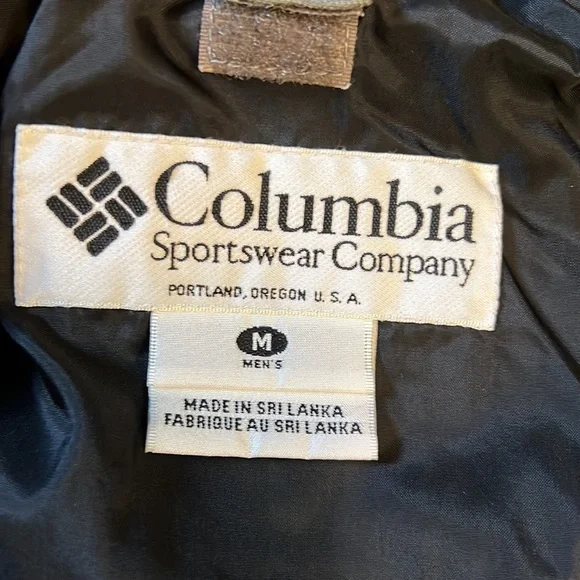 Columbia
Sportswear Company
PORTLAND, OREGON U. S. A.
M
MEN'S
MADE IN SRI LANKA
FABRIQUE AU SRI LANKA